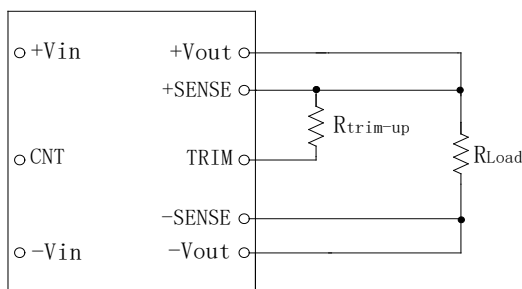 +Vin
+Vout
+SENSE
Rtrim-up
CNT
TRIM
RLoad
-SENSE
-Vin
-Vout